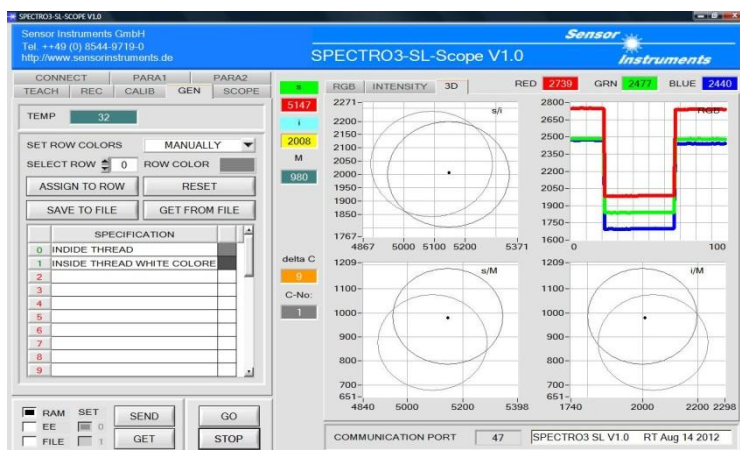 SPECTRO3-SL-SCOPE V1.0
Sensor Instruments GmbH
Tel. ++49 (0) 8544-9719-0
http://www.sensorinstruments.de
SPECTRO3-SL-Scope V1.0
Sensor
Instruments
CONNECT PARA1 PARA2
TEACH REC CALIB GEN SCOPE
TEMP 32
SET ROW COLORS MANUALLY
SELECT ROW 0 ROW COLOR
ASSIGN TO ROW RESET
SAVE TO FILE GET FROM FILE
SPECIFICATION
0 INDIDE THREAD
1 INSIDE THREAD WHITE COLORE
2
3
4
5
6
7
8
9
RAM SET SEND GO
EE 0
FILE 1 GET STOP
s
5147
i
2008
M
980
delta C
9
C-No:
1
RGB INTENSITY 3D RED 2739 GRN 2477 BLUE 2440
s/i
2271
2200
2150
2100
2050
2000
1950
1900
1850
1767
4867 5000 5100 5200 5371
RGB
2800
2650
2500
2350
2200
2050
1900
1750
1600
0 100
s/M
1209
1100
1000
900
800
700
651
4840 5000 5200 5398
i/M
1209
1100
1000
900
800
700
651
1740 2000 2200 2298
COMMUNICATION PORT 47 SPECTRO3 SL V1.0 RT Aug 14 2012